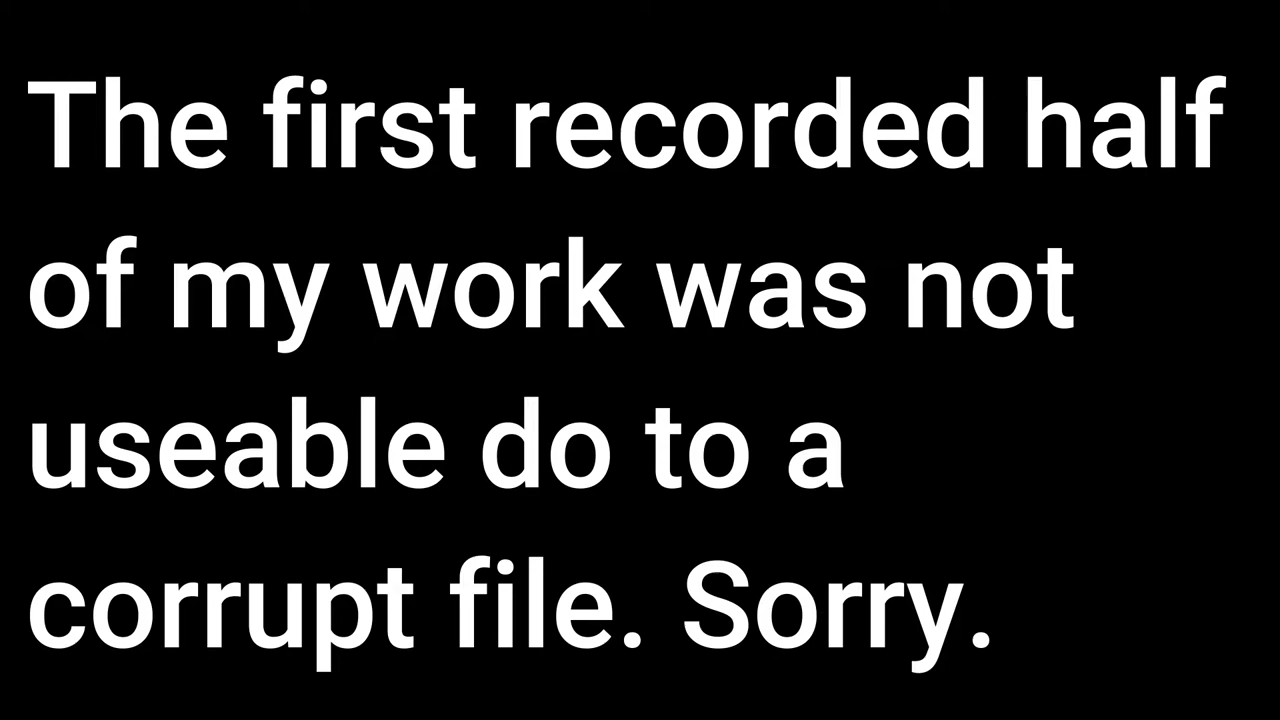 The first recorded half
of my work was not
useable do to a
corrupt file. Sorry.